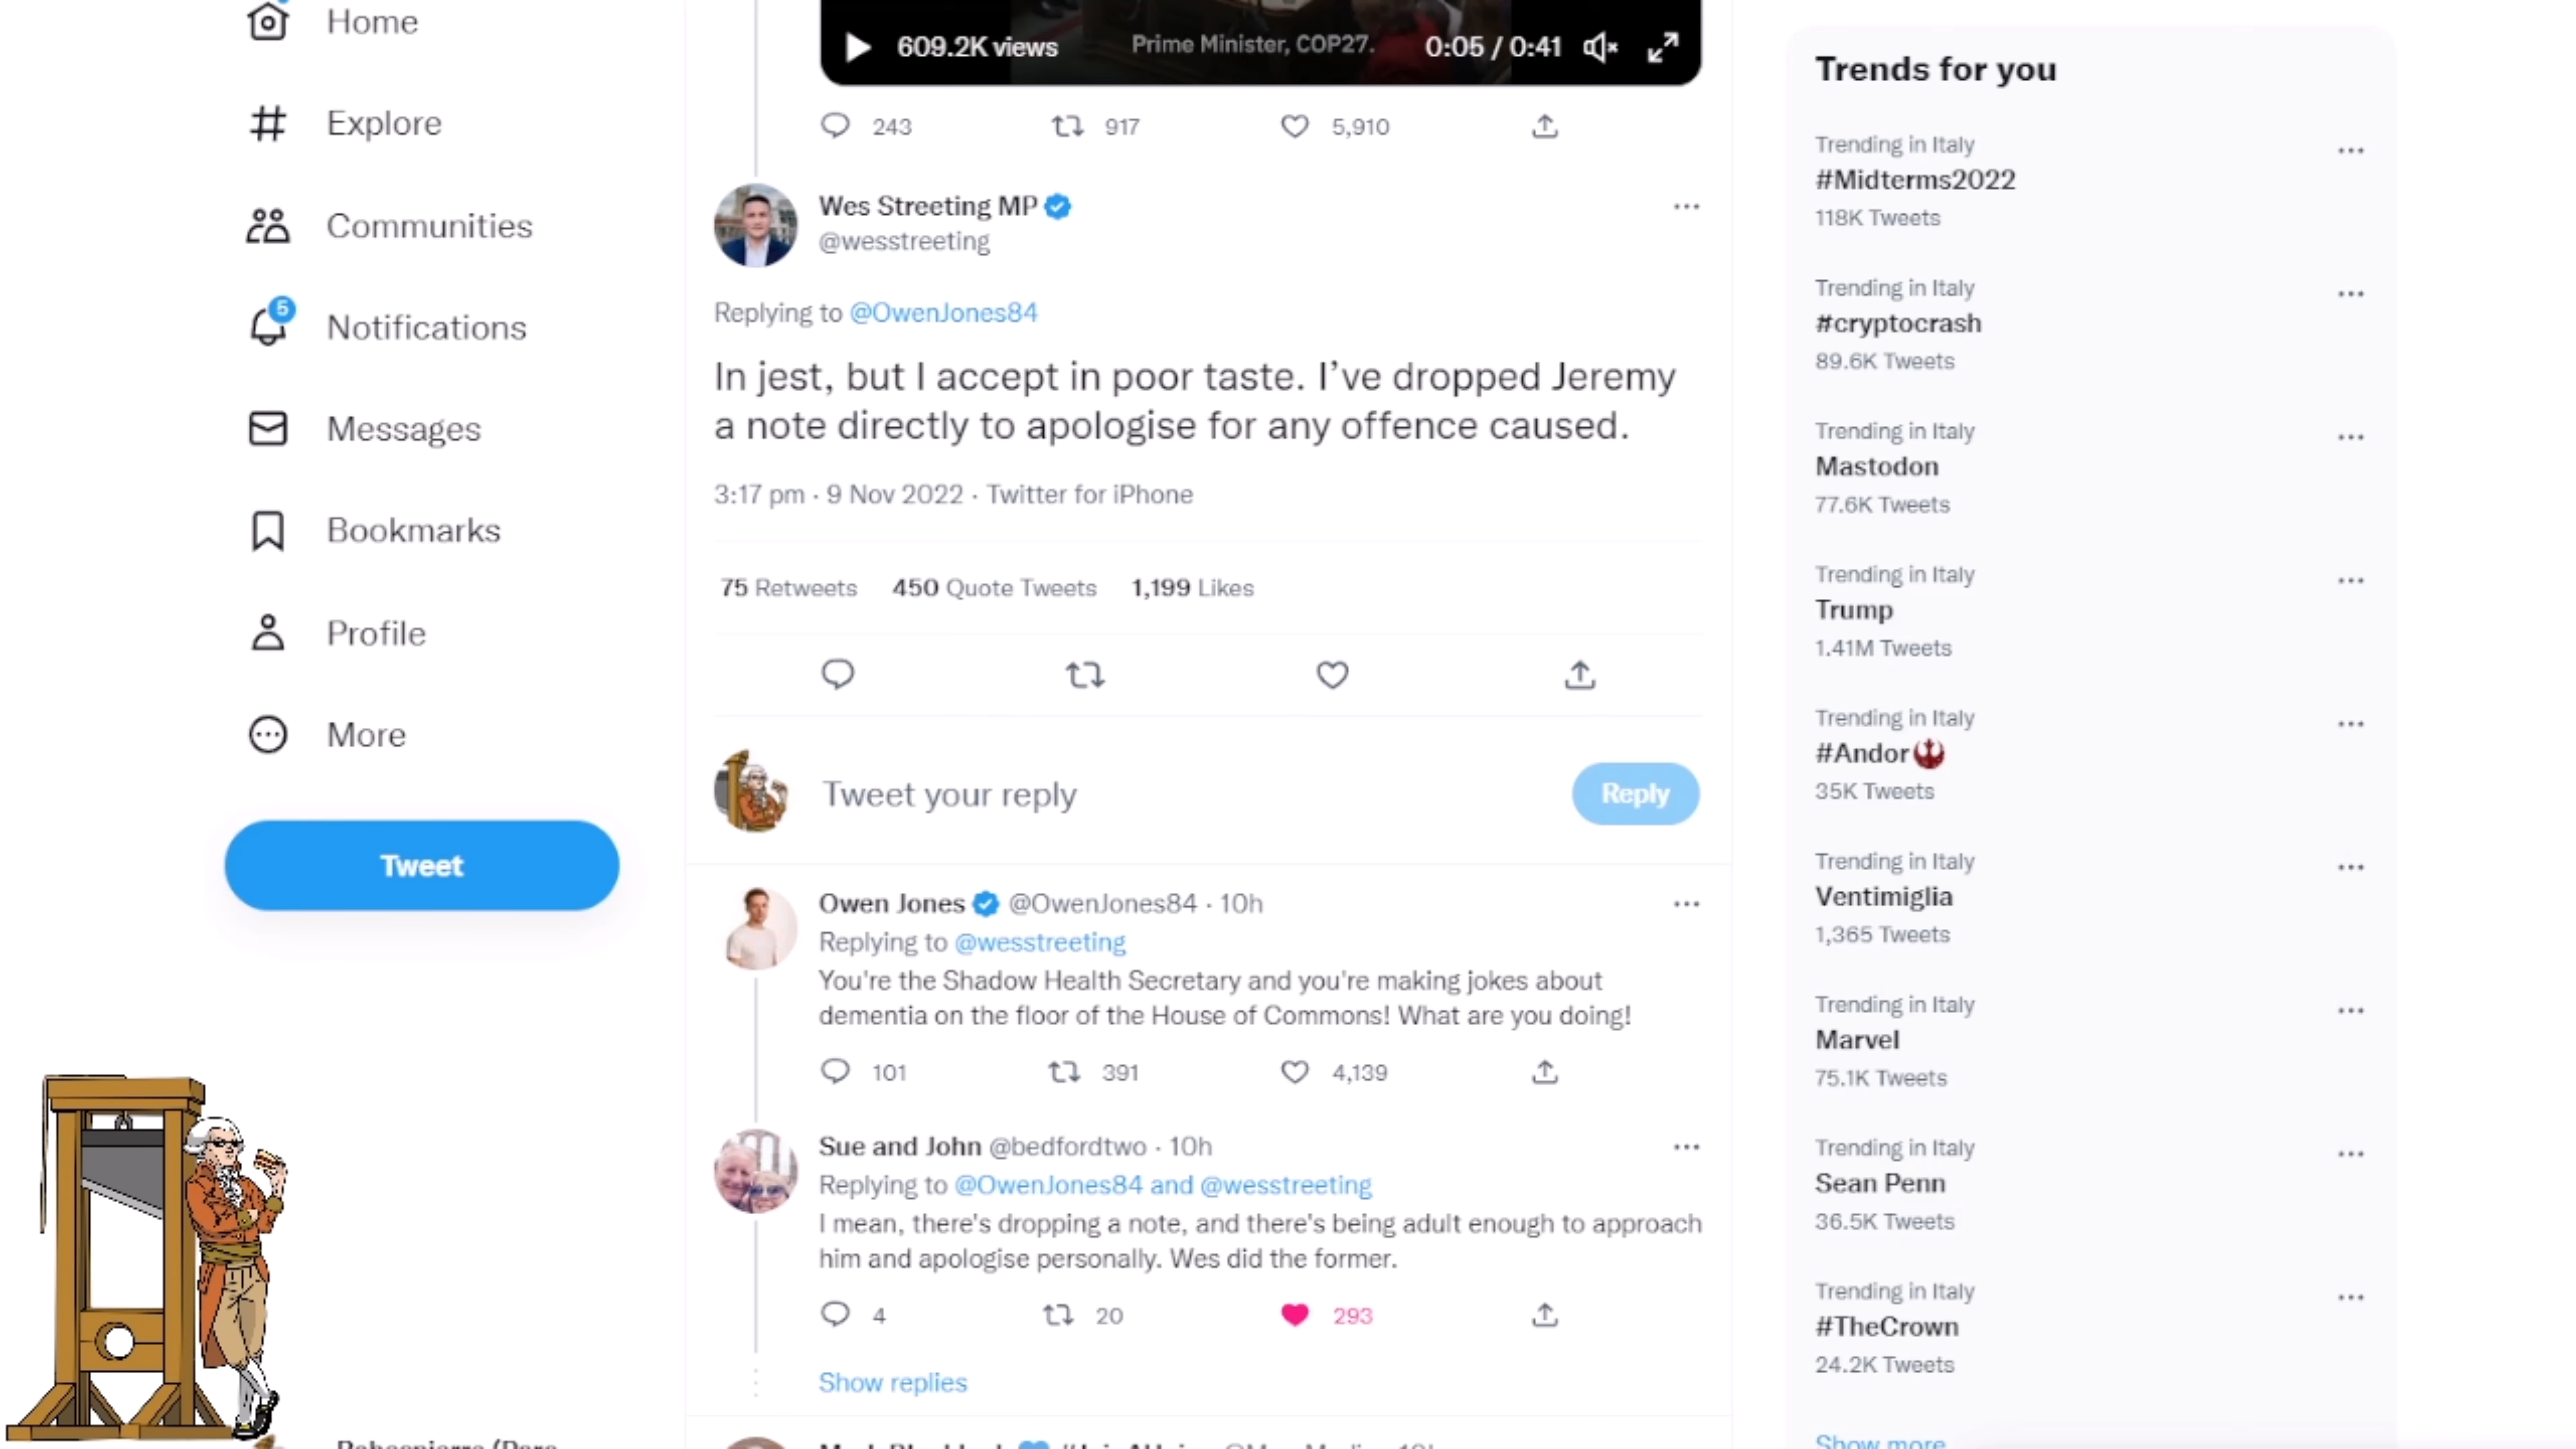 Home
Explore
Communities
5
Notifications
Messages
Bookmarks
Profile
More
Tweet
609.2K views
Prime Minister, COP27.
0:05 / 0:41
243
917
5,910
Wes Streeting MP
@wesstreeting
Replying to @OwenJones84
In jest, but I accept in poor taste. I’ve dropped Jeremy
a note directly to apologise for any offence caused.
3:17 pm · 9 Nov 2022 · Twitter for iPhone
75 Retweets 450 Quote Tweets 1,199 Likes
Tweet your reply
Reply
Owen Jones @OwenJones84 · 10h
Replying to @wesstreeting
You're the Shadow Health Secretary and you're making jokes about
dementia on the floor of the House of Commons! What are you doing!
101
391
4,139
Sue and John @bedfordtwo · 10h
Replying to @OwenJones84 and @wesstreeting
I mean, there's dropping a note, and there's being adult enough to approach
him and apologise personally. Wes did the former.
4
20
293
Show replies
Trends for you
Trending in Italy
#Midterms2022
118K Tweets
Trending in Italy
#cryptocrash
89.6K Tweets
Trending in Italy
Mastodon
77.6K Tweets
Trending in Italy
Trump
1.41M Tweets
Trending in Italy
#Andor
35K Tweets
Trending in Italy
Ventimiglia
1,365 Tweets
Trending in Italy
Marvel
75.1K Tweets
Trending in Italy
Sean Penn
36.5K Tweets
Trending in Italy
#TheCrown
24.2K Tweets
Show more